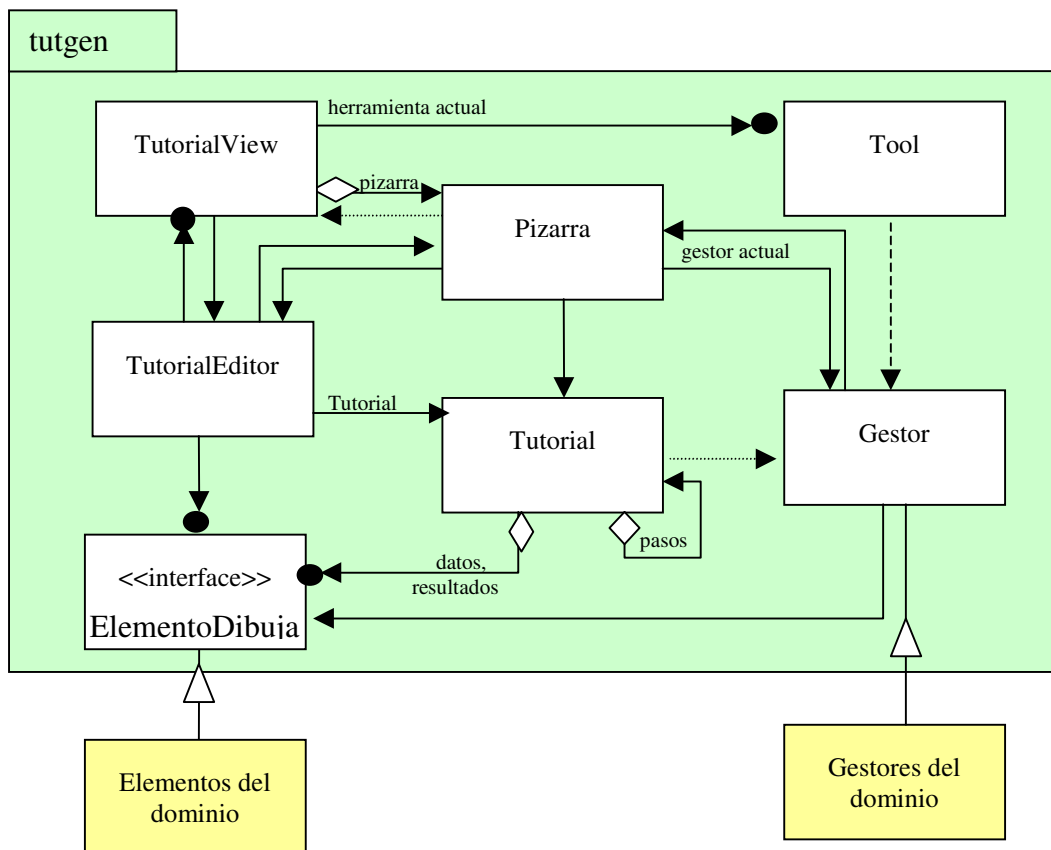 tutgen
herramienta actual
TutorialView
Tool
pizarra
Pizarra
gestor actual
TutorialEditor
Tutorial
Tutorial
Gestor
pasos
datos,
resultados
<<interface>>
ElementoDibuja
Elementos del
dominio
Gestores del
dominio